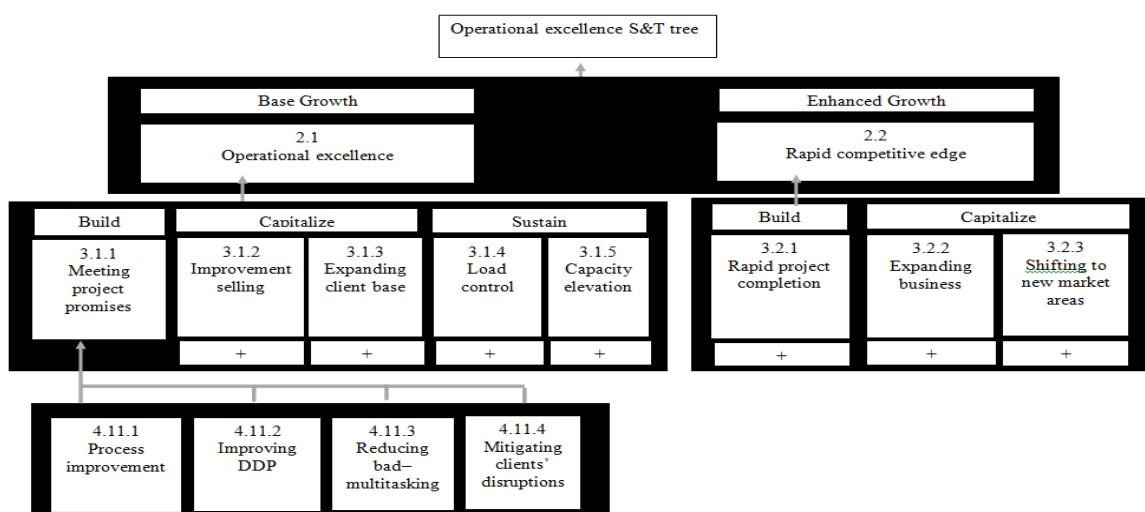 Operational excellence S&T tree
Base Growth
Enhanced Growth
2.1
Operational excellence
2.2
Rapid competitive edge
Build
Capitalize
Sustain
Build
Capitalize
3.1.1
Meeting
project
promises
3.1.2
Improvement
selling
3.1.3
Expanding
client base
3.1.4
Load
control
3.1.5
Capacity
elevation
3.2.1
Rapid project
completion
3.2.2
Expanding
business
3.2.3
Shifting to
new market
areas
+
+
+
+
+
+
+
4.11.1
Process
improvement
4.11.2
Improving
DDP
4.11.3
Reducing
bad–
multitasking
4.11.4
Mitigating
clients’
disruptions